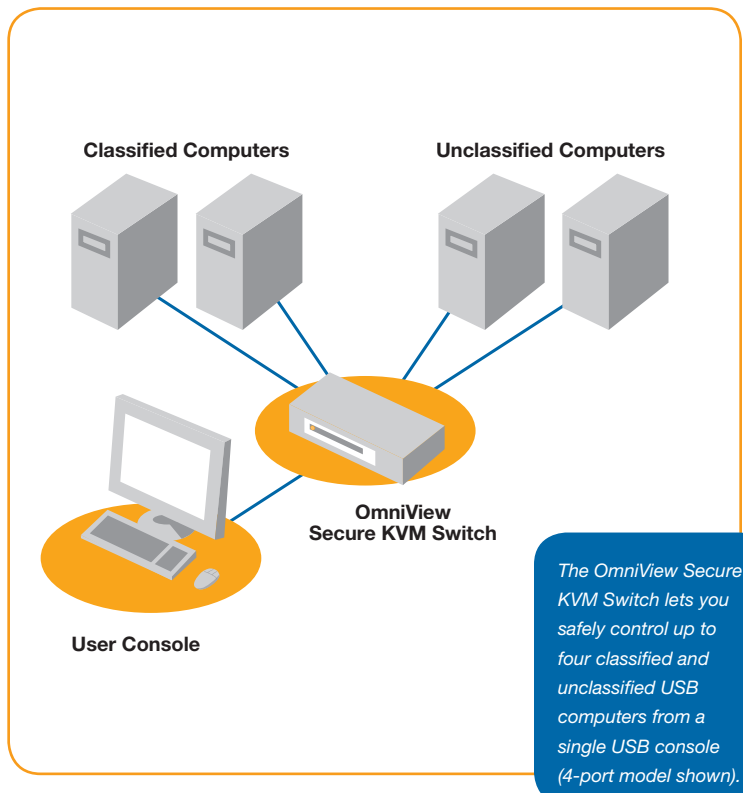 Classified Computers
Unclassified Computers
OmniView
Secure KVM Switch
User Console
The OmniView Secure
KVM Switch lets you
safely control up to
four classified and
unclassified USB
computers from a
single USB console
(4-port model shown).